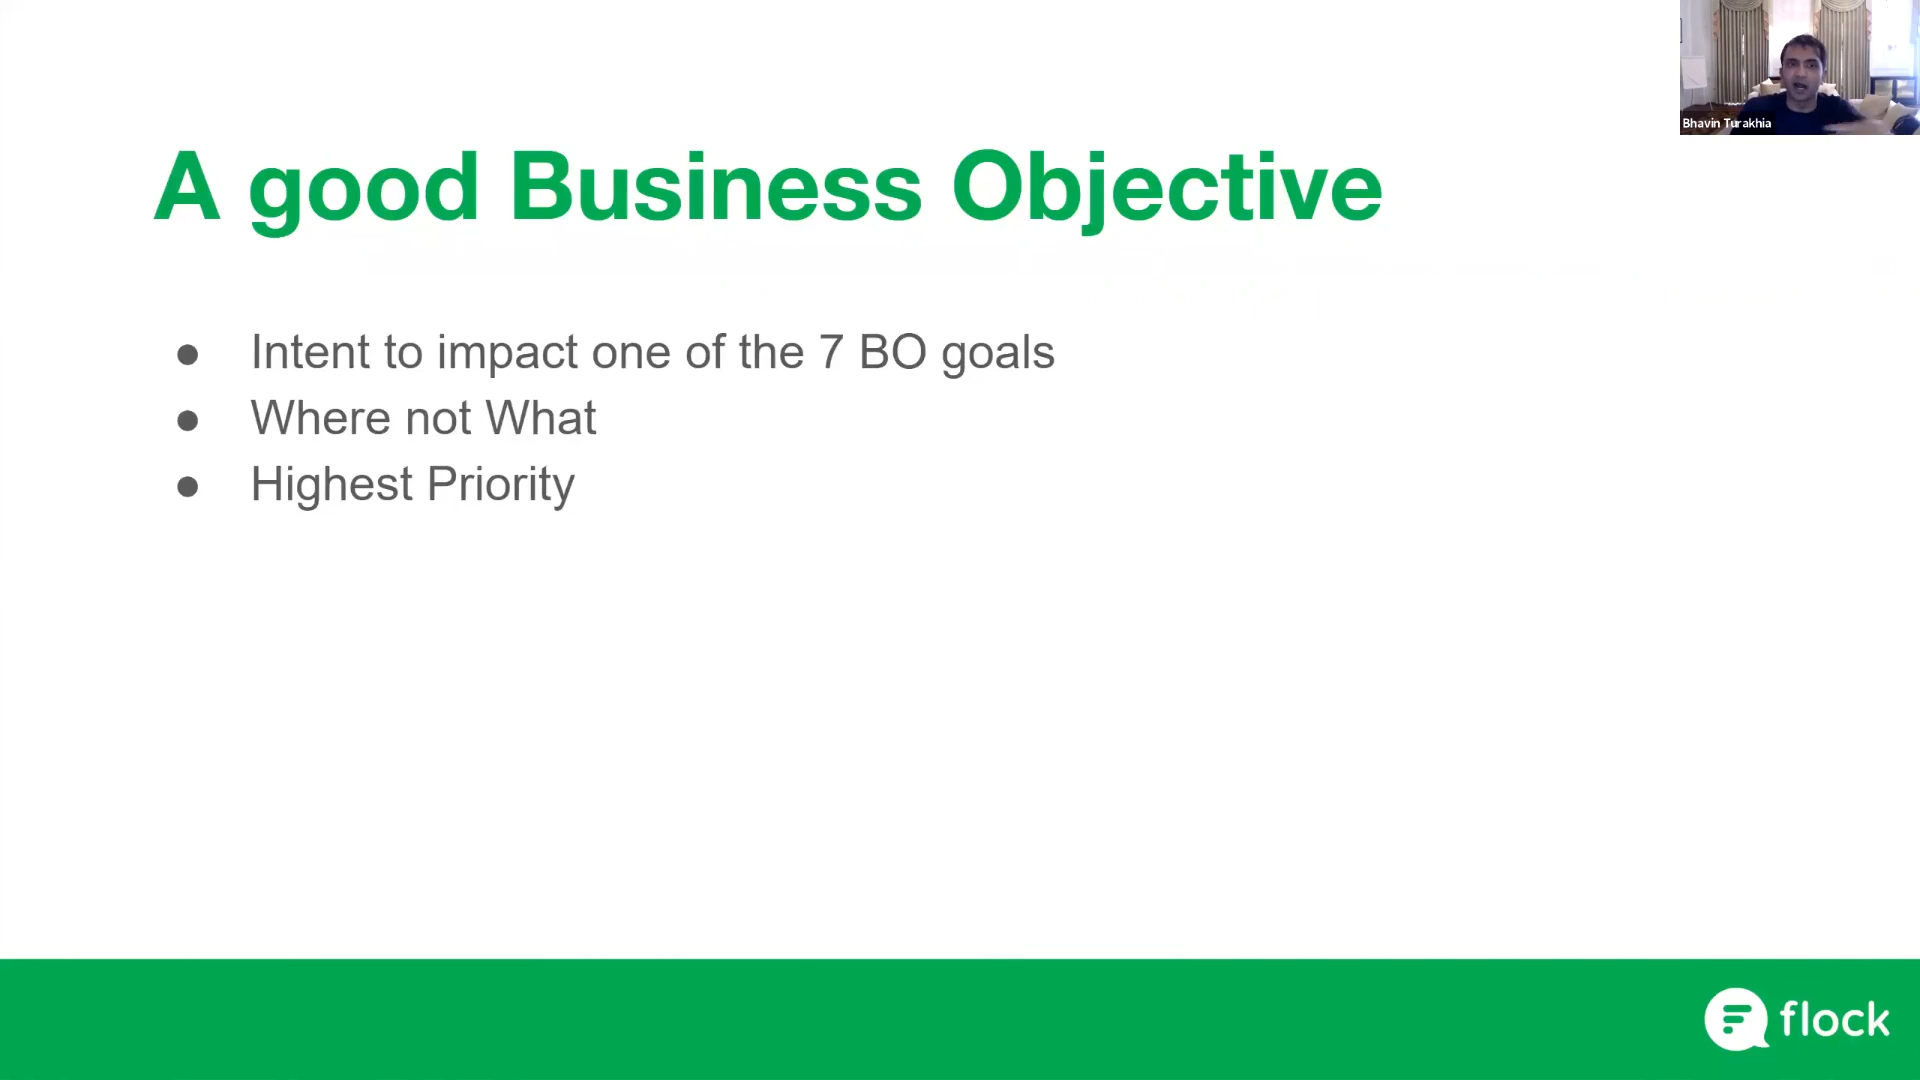 Bhavin Turakhia
A good Business Objective
● Intent to impact one of the 7 BO goals
● Where not What
● Highest Priority
flock